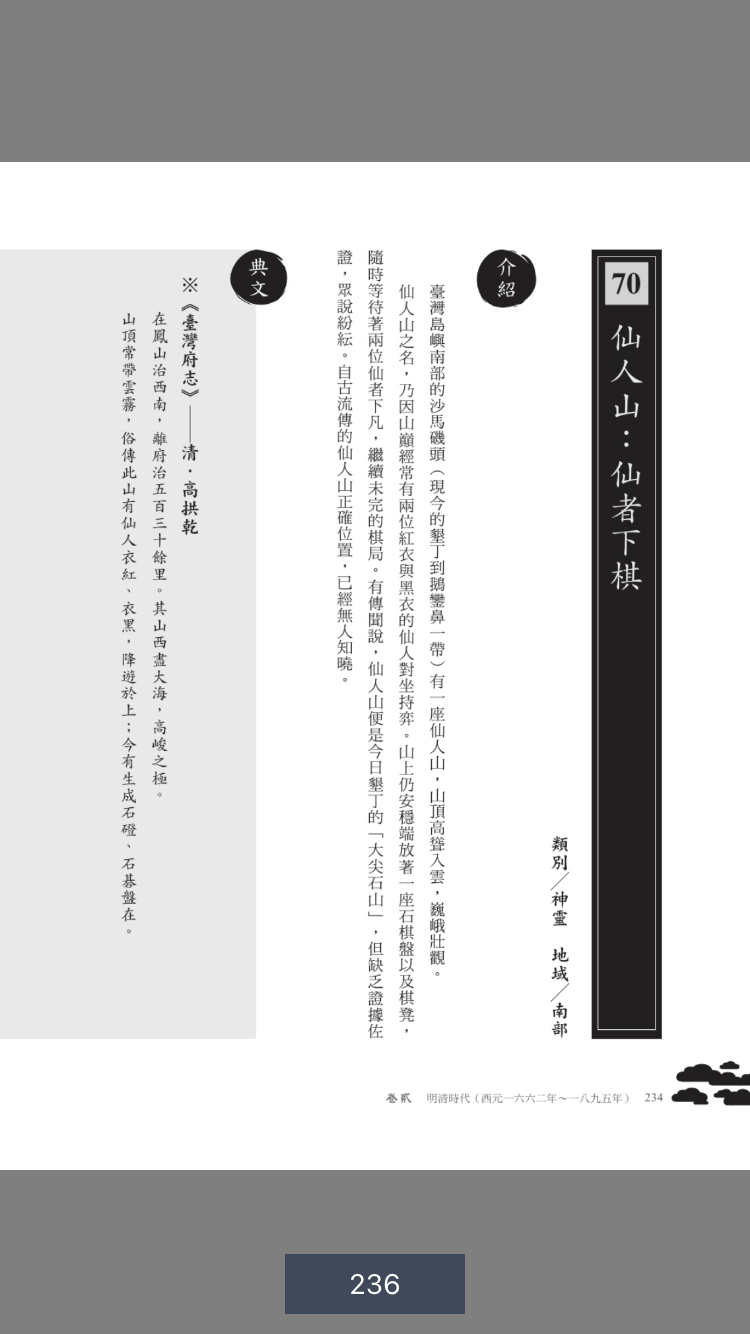 70
仙人山：仙者下棋
類別／神靈　地域／南部
介紹
臺灣島嶼南部的沙馬磯頭（現今的墾丁到鵝鑾鼻一帶）有一座仙人山，山頂高聳入雲，巍峨壯觀。
仙人山之名，乃因山巔經常有兩位紅衣與黑衣的仙人對坐持弈。山上仍安穩端放著一座石棋盤以及棋凳，
隨時等待著兩位仙者下凡，繼續未完的棋局。有傳聞說，仙人山便是今日墾丁的「大尖石山」，但缺乏證據佐
證，眾說紛紜。自古流傳的仙人山正確位置，已經無人知曉。
典文
※《臺灣府志》——清．高拱乾
在鳳山治西南，離府治五百三十餘里。其山西盡大海，高峻之極。
山頂常帶雲霧，俗傳此山有仙人衣紅、衣黑，降遊於上；今有生成石磴、石碁盤在。
卷貳　明清時代（西元一六六二年～一八九五年）　234
236